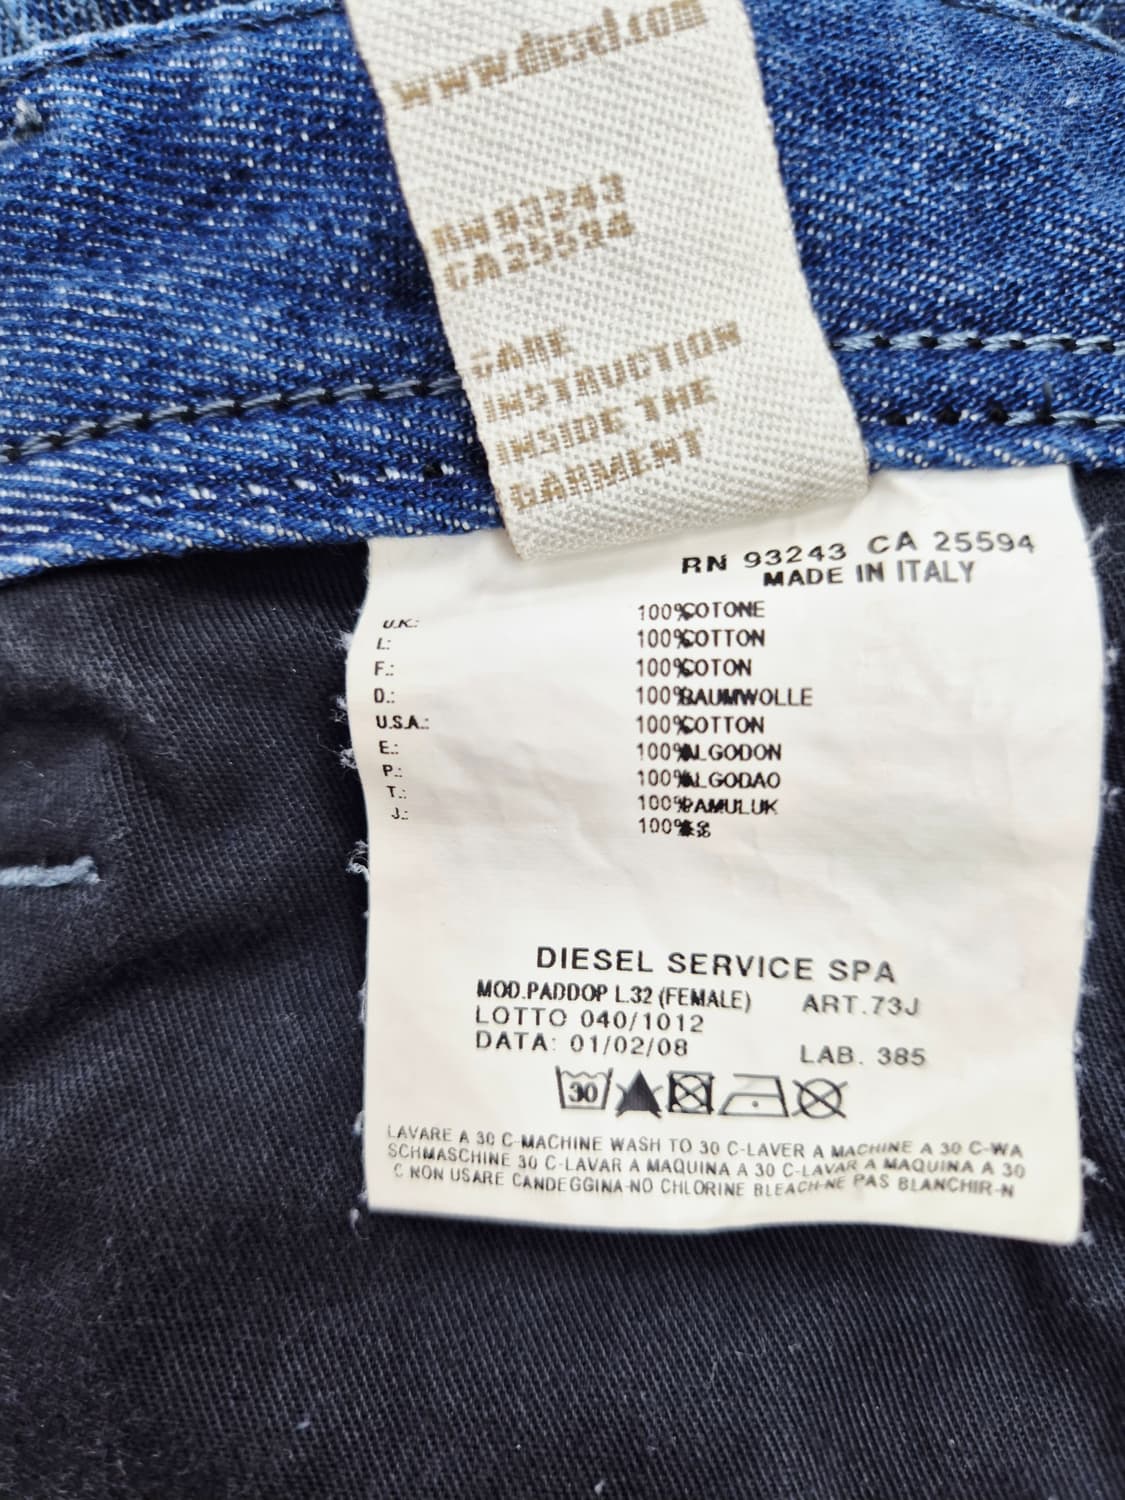 www.diesel.com
RN 93243
CA 25594
CARE
INSTRUCTION
INSIDE THE
GARMENT
RN 93243 CA 25594
MADE IN ITALY
U.K.: 100%COTONE
L: 100%COTTON
F.: 100%COTON
D.: 100%BAUMWOLLE
U.S.A.: 100%COTTON
E.: 100%ALGODON
P.: 100%ALGODAO
T.: 100%PAMULUK
J.: 100%
DIESEL SERVICE SPA
MOD.PADDOP L.32 (FEMALE) ART.73J
LOTTO 040/1012
DATA: 01/02/08 LAB. 385
30
LAVARE A 30 C-MACHINE WASH TO 30 C-LAVER A MACHINE A 30 C-WA
SCHMASCHINE 30 C-LAVAR A MAQUINA A 30 C-LAVAR A MAQUINA A 30
C NON USARE CANDEGGINA-NO CHLORINE BLEACH-NE PAS BLANCHIR-N